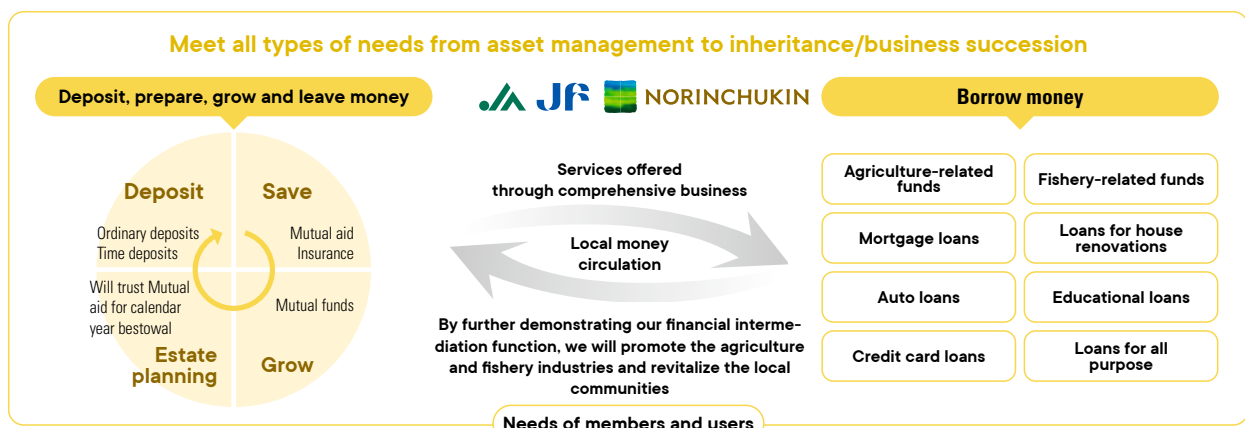 Meet all types of needs from asset management to inheritance/business succession
Deposit, prepare, grow and leave money
Deposit
Save
Ordinary deposits
Time deposits
Mutual aid
Insurance
Will trust Mutual
aid for calendar
year bestowal
Mutual funds
Estate
planning
Grow
JA JF NORINCHUKIN
Services offered
through comprehensive business
Local money
circulation
By further demonstrating our financial interme-
diation function, we will promote the agriculture
and fishery industries and revitalize the local
communities
Borrow money
Agriculture-related
funds
Fishery-related funds
Mortgage loans
Loans for house
renovations
Auto loans
Educational loans
Credit card loans
Loans for all
purpose
Needs of members and users